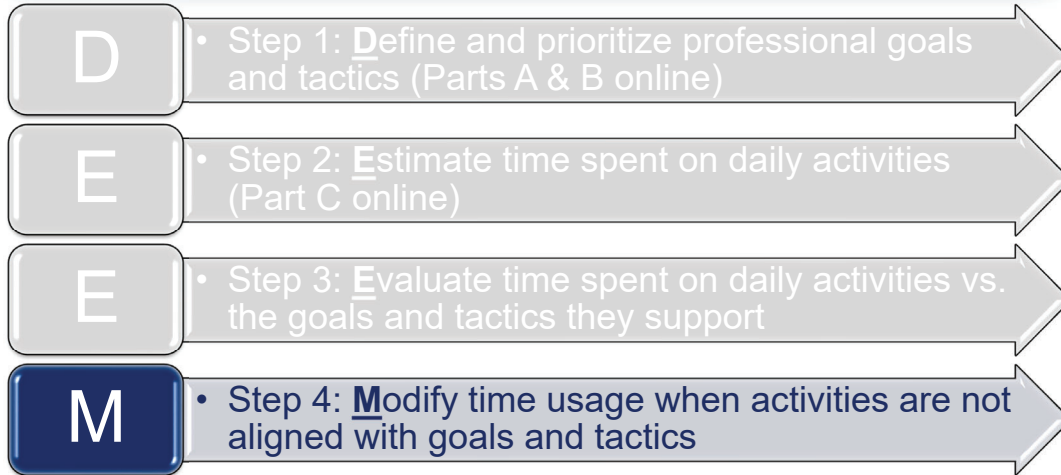 D
• Step 1: Define and prioritize professional goals
and tactics (Parts A & B online)
E
• Step 2: Estimate time spent on daily activities
(Part C online)
E
• Step 3: Evaluate time spent on daily activities vs.
the goals and tactics they support
M
• Step 4: Modify time usage when activities are not
aligned with goals and tactics